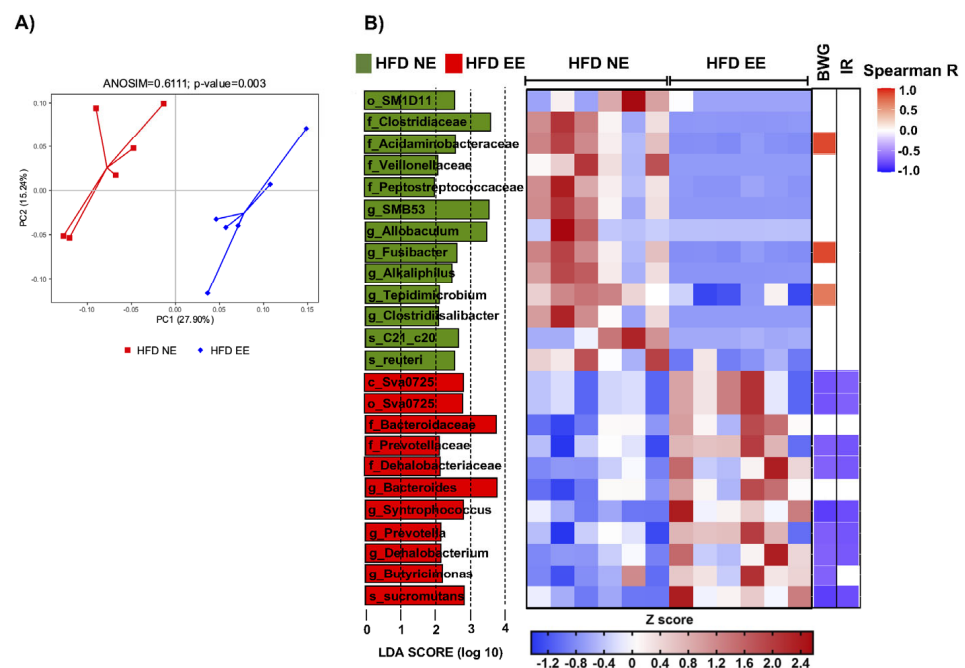 A)
B)
ANOSIM=0.6111; p-value=0.003
0.10
0.05
0.00
-0.05
-0.10
PC2 (15.24%)
-0.10
-0.05
0.00
0.05
0.10
0.15
PC1 (27.90%)
HFD NE
HFD EE
HFD NE
HFD EE
HFD NE
HFD EE
BWG
IR
Spearman R
1.0
0.5
0.0
-0.5
-1.0
o_SM1D11
f_Clostridiaceae
f_Acidaminobacteraceae
f_Veillonellaceae
f_Peptostreptococcaceae
g_SMB53
g_Allobaculum
g_Fusibacter
g_Alkaliphilus
g_Tepidimicrobium
g_Clostridiisalibacter
s_C21_c20
s_reuteri
c_Sva0725
o_Sva0725
f_Bacteroidaceae
f_Prevotellaceae
f_Dehalobacteriaceae
g_Bacteroides
g_Syntrophococcus
g_Prevotella
g_Dehalobacterium
g_Butyricimonas
s_sucromutans
0
1
2
3
4
LDA SCORE (log 10)
Z score
-1.2
-0.8
-0.4
0
0.4
0.8
1.2
1.6
2.0
2.4